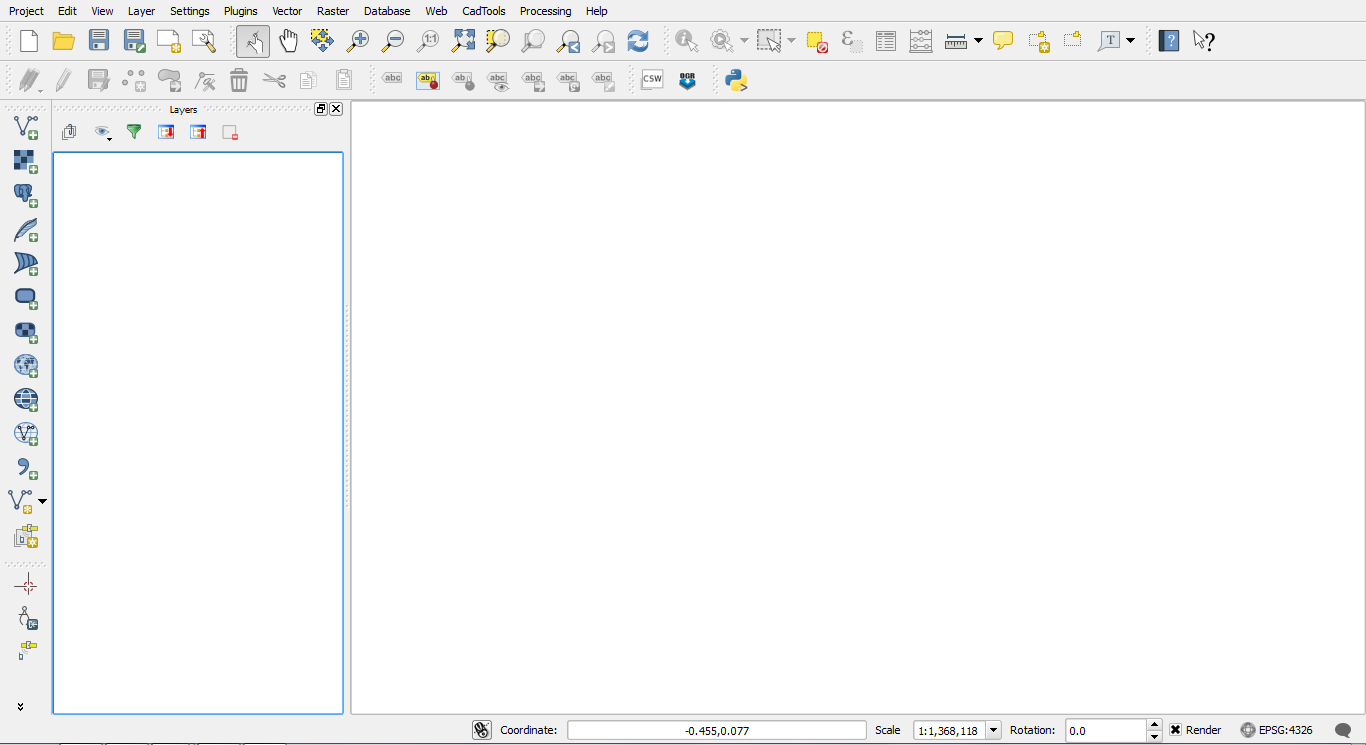 Project Edit View Layer Settings Plugins Vector Raster Database Web CadTools Processing Help
1:1 ε T ? ?
abc abc abc abc abc abc abc CSW OGR
Layers
Coordinate: -0.455,0.077 Scale 1:1,368,118 Rotation: 0.0 Render EPSG:4326